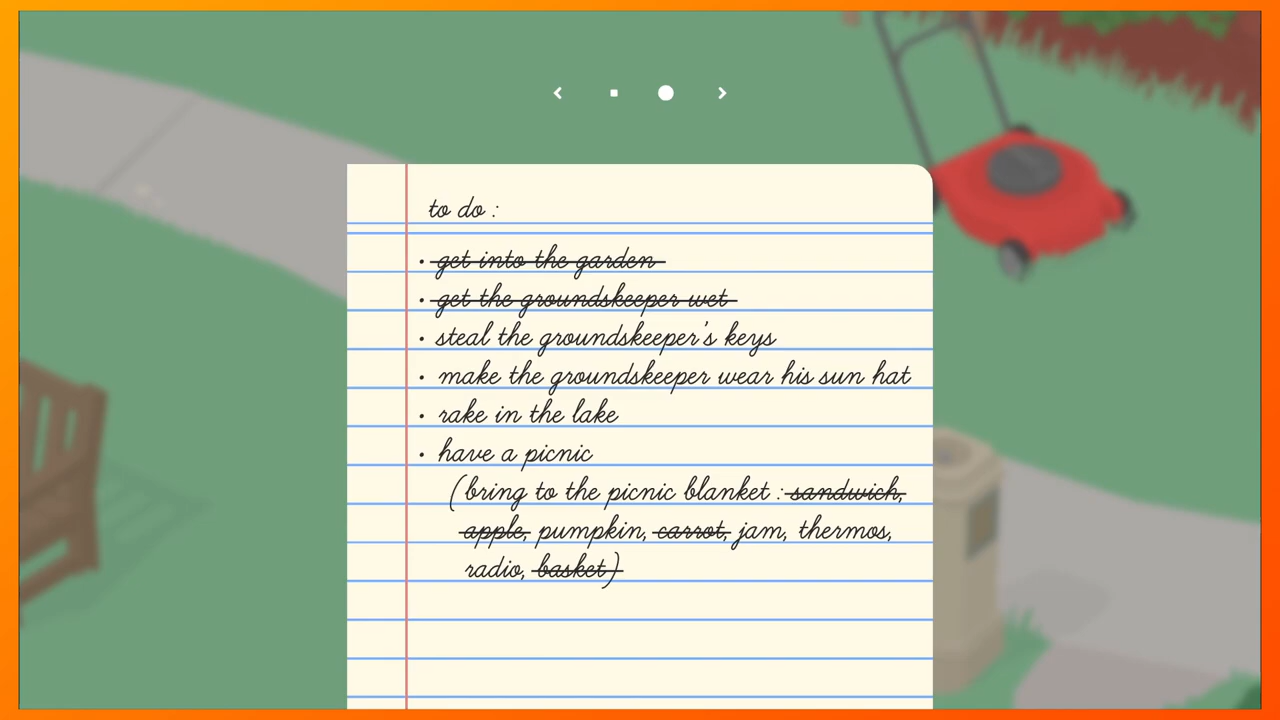 to do :
• get into the garden
• get the groundskeeper wet
• steal the groundskeeper's keys
• make the groundskeeper wear his sun hat
• rake in the lake
• have a picnic
(bring to the picnic blanket : sandwich,
apple, pumpkin, carrot, jam, thermos,
radio, basket)